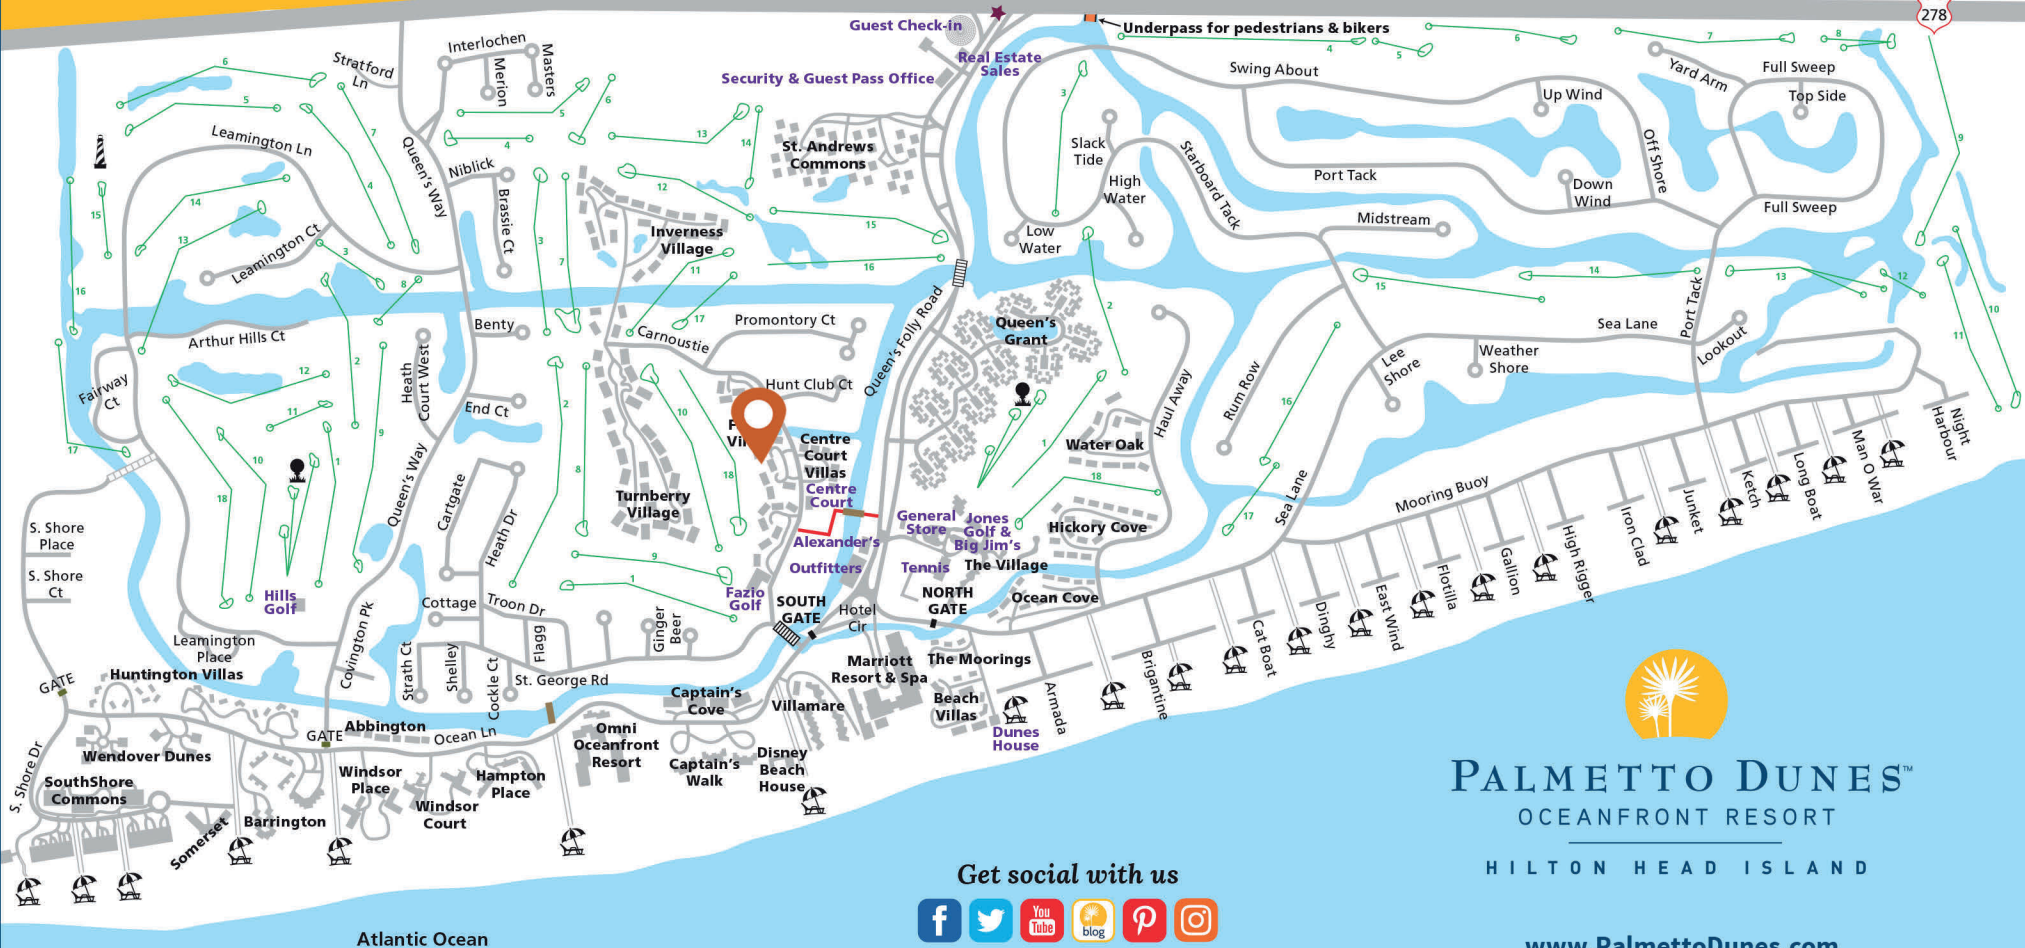 278
Guest Check-in
Underpass for pedestrians & bikers
Real Estate
Sales
Security & Guest Pass Office
Stratford
Ln
Interlochen
Merion
Masters
Leamington Ln
Queen's Way
Niblick
Brassie Ct
St. Andrews
Commons
Slack
Tide
High
Water
Low
Water
Starboard Tack
Swing About
Up Wind
Off Shore
Yard Arm
Full Sweep
Top Side
Port Tack
Down
Wind
Full Sweep
Midstream
Leamington Ct
Inverness
Village
Arthur Hills Ct
Benty
Carnoustie
Promontory Ct
Queen's Folly Road
Queen's
Grant
Sea Lane
Port Tack
Lookout
Weather
Shore
Lee
Shore
Rum Row
Haul Away
Fairway
Ct
Heath
Court West
End Ct
Hunt Club Ct
Centre
Court
Villas
Centre
Court
Water Oak
Night
Harbour
Man O War
Long Boat
Ketch
Junket
Iron Clad
High Rigger
Gallion
Flotilla
East Wind
Dinghy
Cat Boat
Brigantine
Armada
Mooring Buoy
Sea Lane
Queen's Way
Cartgate
Heath Dr
Turnberry
Village
General
Store
Jones
Golf &
Big Jim's
Hickory Cove
Alexander's
Outfitters
Tennis
The Village
S. Shore
Place
S. Shore
Ct
Hills
Golf
Fazio
Golf
SOUTH
GATE
Hotel
Cir
NORTH
GATE
Ocean Cove
Cottage
Troon Dr
Flagg
Ginger
Beer
Leamington
Place
Covington Pk
Strath Ct
Shelley
Cockle Ct
St. George Rd
Marriott
Resort & Spa
The Moorings
GATE
Huntington Villas
Captain's
Cove
Villamare
Beach
Villas
Dunes
House
GATE
Abbington
Ocean Ln
Omni
Oceanfront
Resort
Wendover Dunes
S. Shore Dr
SouthShore
Commons
Windsor
Place
Hampton
Place
Windsor
Court
Captain's
Walk
Disney
Beach
House
Somerset
Barrington
Atlantic Ocean
Get social with us
f
You
Tube
blog
PALMETTO DUNES™
OCEANFRONT RESORT
HILTON HEAD ISLAND
www.PalmettoDunes.com